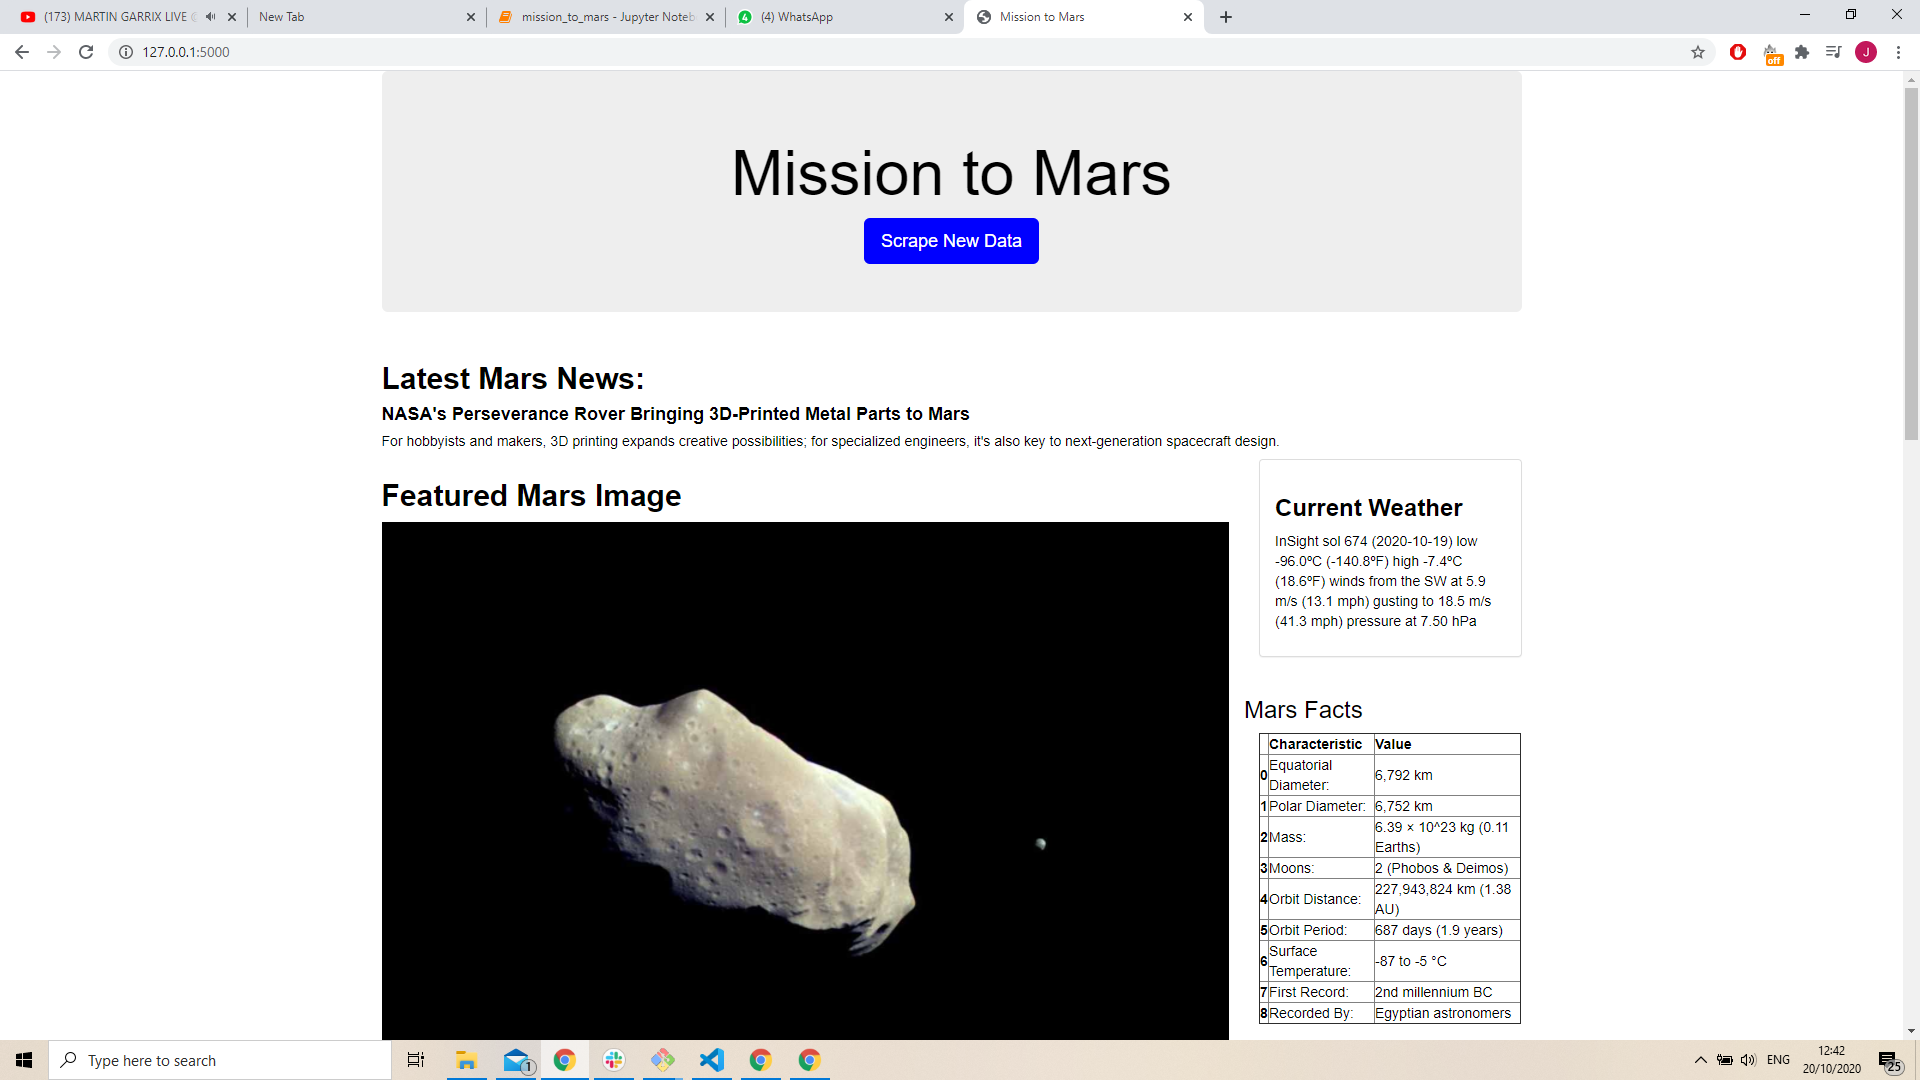 (173) MARTIN GARRIX LIVE
New Tab
mission_to_mars - Jupyter Noteb
(4) WhatsApp
Mission to Mars
127.0.0.1:5000
off
J
Mission to Mars
Scrape New Data
Latest Mars News:
NASA's Perseverance Rover Bringing 3D-Printed Metal Parts to Mars
For hobbyists and makers, 3D printing expands creative possibilities; for specialized engineers, it's also key to next-generation spacecraft design.
Featured Mars Image
Current Weather
InSight sol 674 (2020-10-19) low
-96.0ºC (-140.8ºF) high -7.4ºC
(18.6ºF) winds from the SW at 5.9
m/s (13.1 mph) gusting to 18.5 m/s
(41.3 mph) pressure at 7.50 hPa
Mars Facts
Characteristic Value
0 Equatorial Diameter: 6,792 km
1 Polar Diameter: 6,752 km
2 Mass: 6.39 × 10^23 kg (0.11 Earths)
3 Moons: 2 (Phobos & Deimos)
4 Orbit Distance: 227,943,824 km (1.38 AU)
5 Orbit Period: 687 days (1.9 years)
6 Surface Temperature: -87 to -5 °C
7 First Record: 2nd millennium BC
8 Recorded By: Egyptian astronomers
Type here to search
1
ENG
12:42
20/10/2020
25